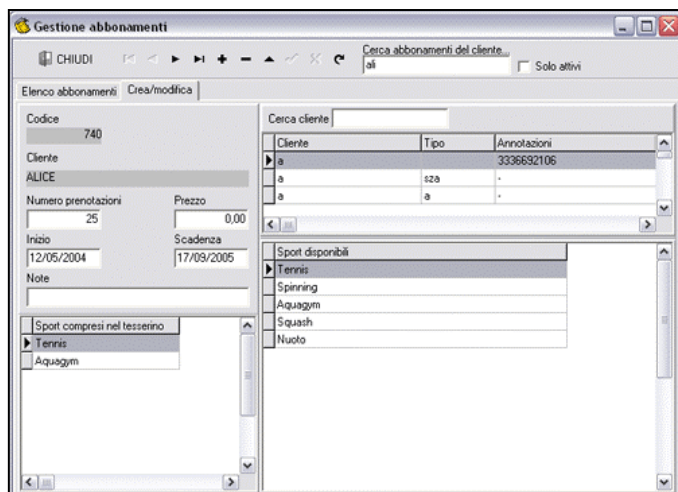 Gestione abbonamenti
CHIUDI
Cerca abbonamenti del cliente...
ali
Solo attivi
Elenco abbonamenti Crea/modifica
Codice
740
Cliente
ALICE
Numero prenotazioni Prezzo
25 0,00
Inizio Scadenza
12/05/2004 17/09/2005
Note
Sport compresi nel tesserino
Tennis
Aquagym
Cerca cliente
Cliente Tipo Annotazioni
a 3336692106
a sza -
a a -
Sport disponibili
Tennis
Spinning
Aquagym
Squash
Nuoto